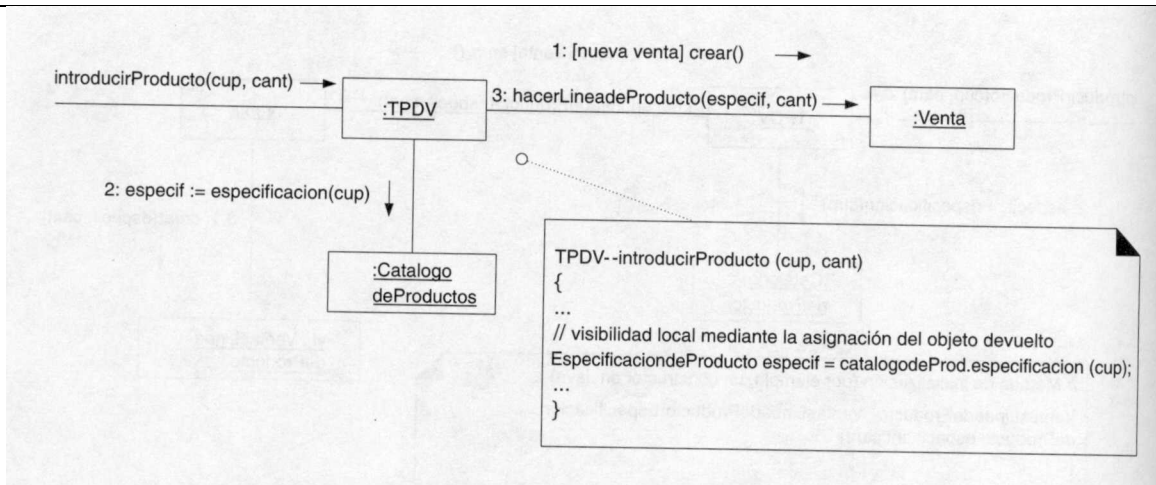 1: [nueva venta] crear()
introducirProducto(cup, cant)
3: hacerLineadeProducto(especif, cant)
:TPDV
:Venta
2: especif := especificacion(cup)
:Catalogo
deProductos
TPDV--introducirProducto (cup, cant)
{
...
// visibilidad local mediante la asignación del objeto devuelto
EspecificaciondeProducto especif = catalogodeProd.especificacion (cup);
...
}